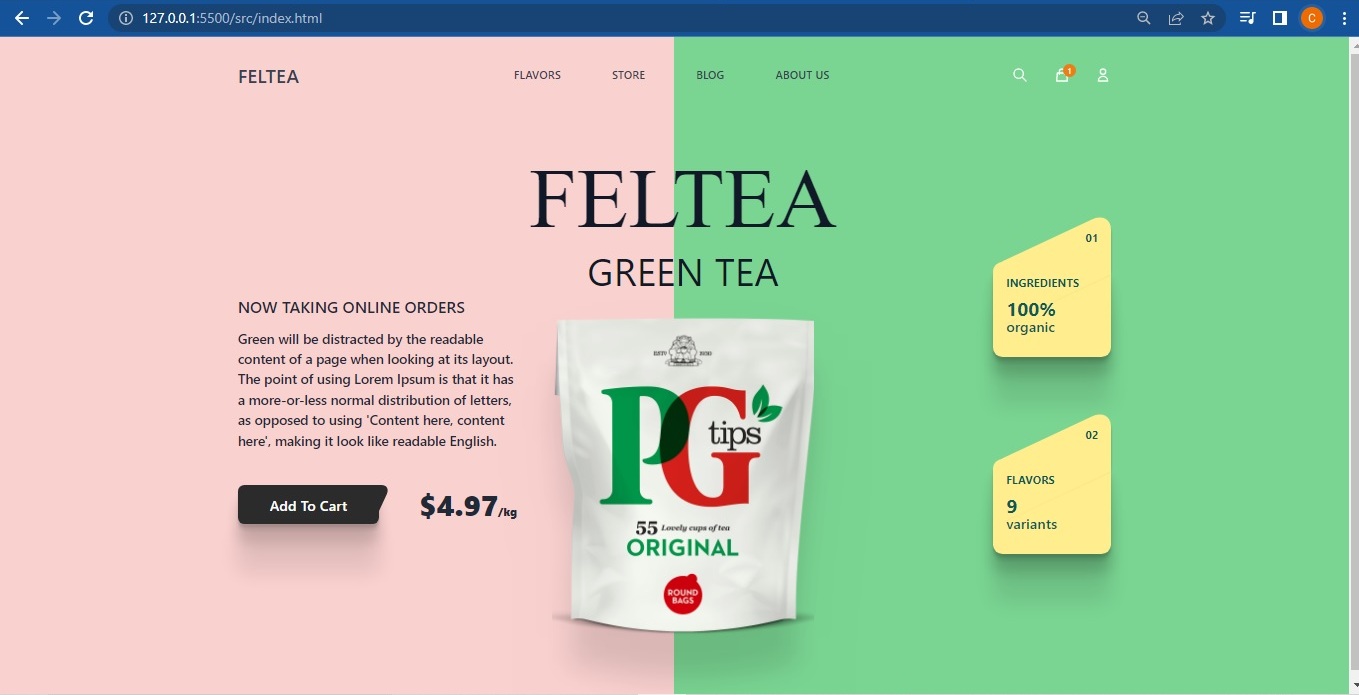 127.0.0.1:5500/src/index.html
C
FELTEA
FLAVORS STORE BLOG ABOUT US
1
FELTEA
GREEN TEA
NOW TAKING ONLINE ORDERS
Green will be distracted by the readable
content of a page when looking at its layout.
The point of using Lorem Ipsum is that it has
a more-or-less normal distribution of letters,
as opposed to using 'Content here, content
here', making it look like readable English.
Add To Cart
$4.97/kg
ESTD 1930
PG
tips
55 Lovely cups of tea
ORIGINAL
ROUND
BAGS
01
INGREDIENTS
100%
organic
02
FLAVORS
9
variants